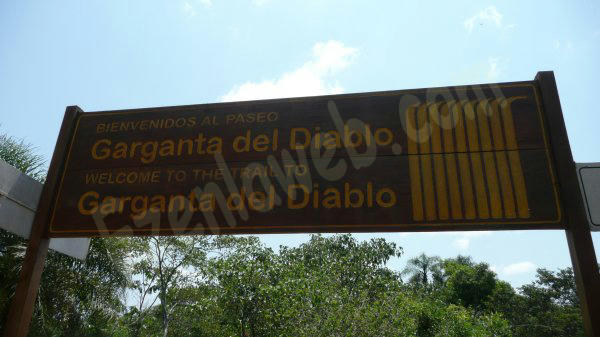 BIENVENIDOS AL PASEO
Garganta del Diablo
WELCOME TO THE TRAIL TO
Garganta del Diablo